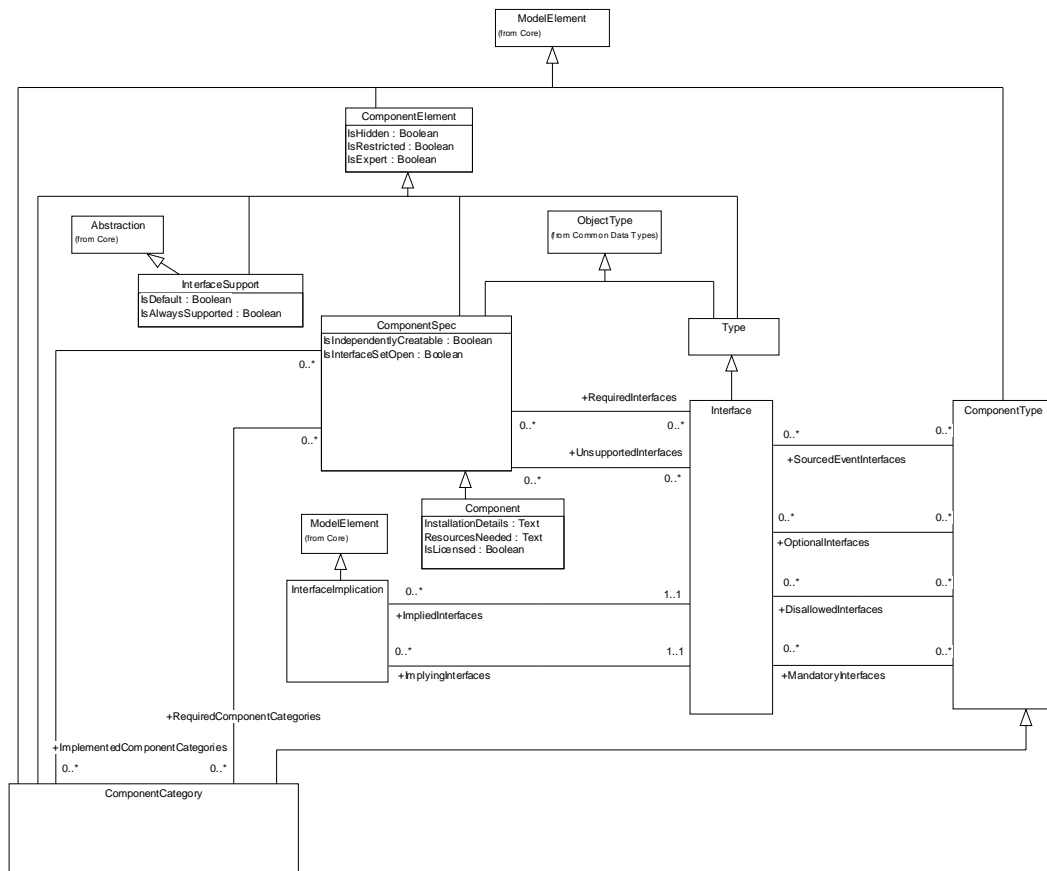 ModelElement
(from Core)
ComponentElement
IsHidden : Boolean
IsRestricted : Boolean
IsExpert : Boolean
Abstraction
(from Core)
ObjectType
(from Common Data Types)
InterfaceSupport
IsDefault : Boolean
IsAlwaysSupported : Boolean
ComponentSpec
IsIndependentlyCreatable : Boolean
IsInterfaceSetOpen : Boolean
Type
0..*
+RequiredInterfaces
Interface
ComponentType
0..*
0..*
0..*
0..*
0..*
+UnsupportedInterfaces
+SourcedEventInterfaces
0..*
0..*
Component
InstallationDetails : Text
ResourcesNeeded : Text
IsLicensed : Boolean
ModelElement
(from Core)
0..*
0..*
+OptionalInterfaces
InterfaceImplication
0..*
1..1
0..*
0..*
+ImpliedInterfaces
+DisallowedInterfaces
0..*
1..1
0..*
0..*
+ImplyingInterfaces
+MandatoryInterfaces
+RequiredComponentCategories
+ImplementedComponentCategories
0..*
0..*
ComponentCategory